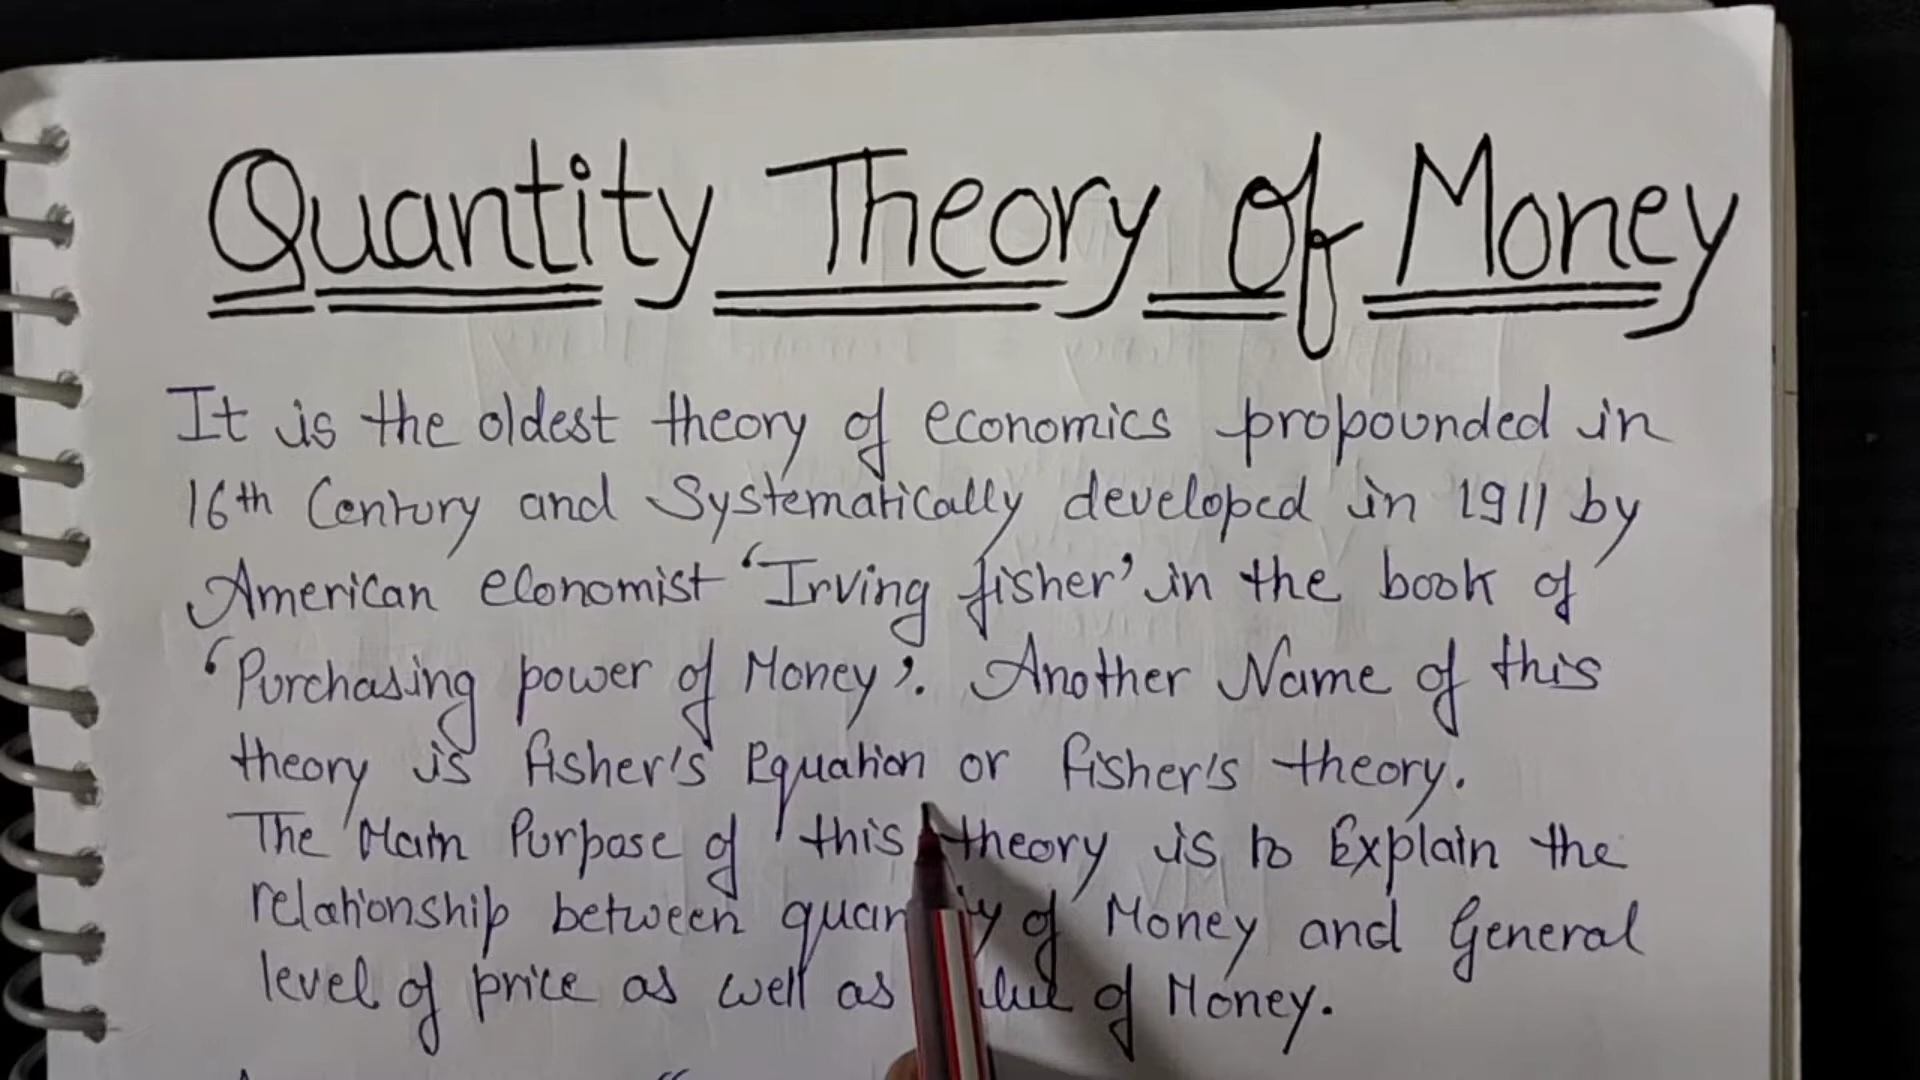 Quantity Theory of Money
It is the oldest theory of economics propounded in
16th Century and Systematically developed in 1911 by
American economist 'Irving fisher' in the book of
'Purchasing power of Money'. Another Name of this
theory is fisher's Equation or fisher's theory.
The Main Purpose of this theory is to Explain the
relationship between of Money and General
level of price as well as of Money.